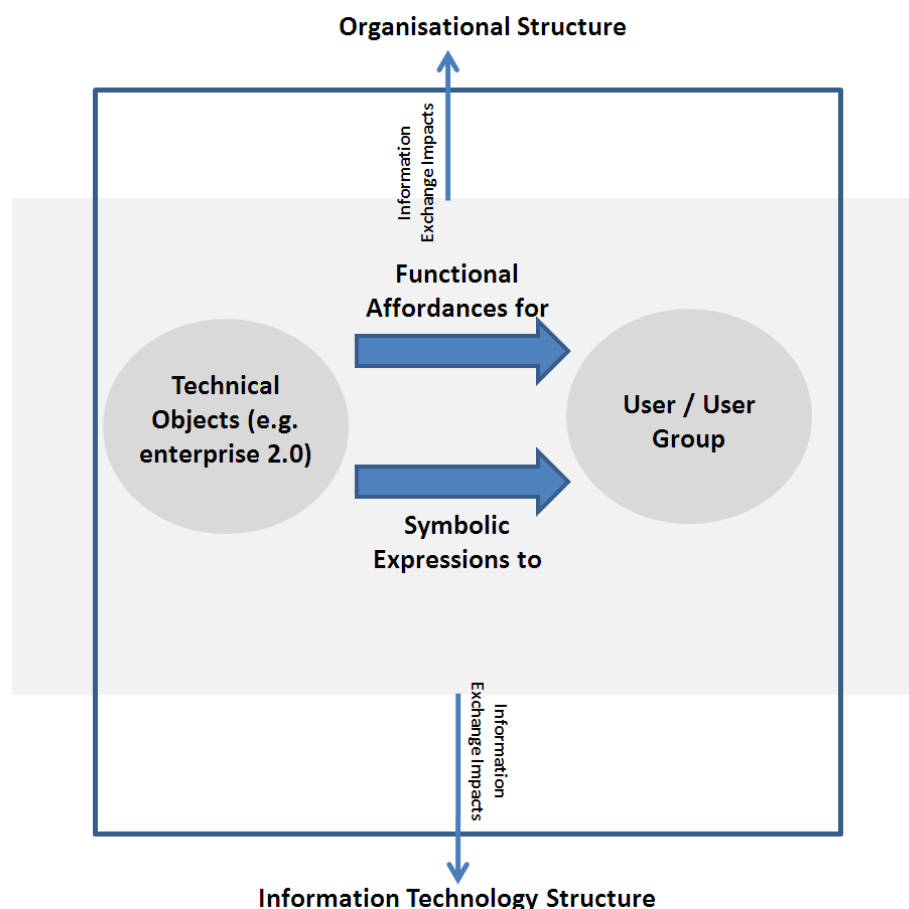 Organisational Structure
Information
Exchange Impacts
Functional
Affordances for
Technical
Objects (e.g.
enterprise 2.0)
User / User
Group
Symbolic
Expressions to
Information
Exchange Impacts
Information Technology Structure